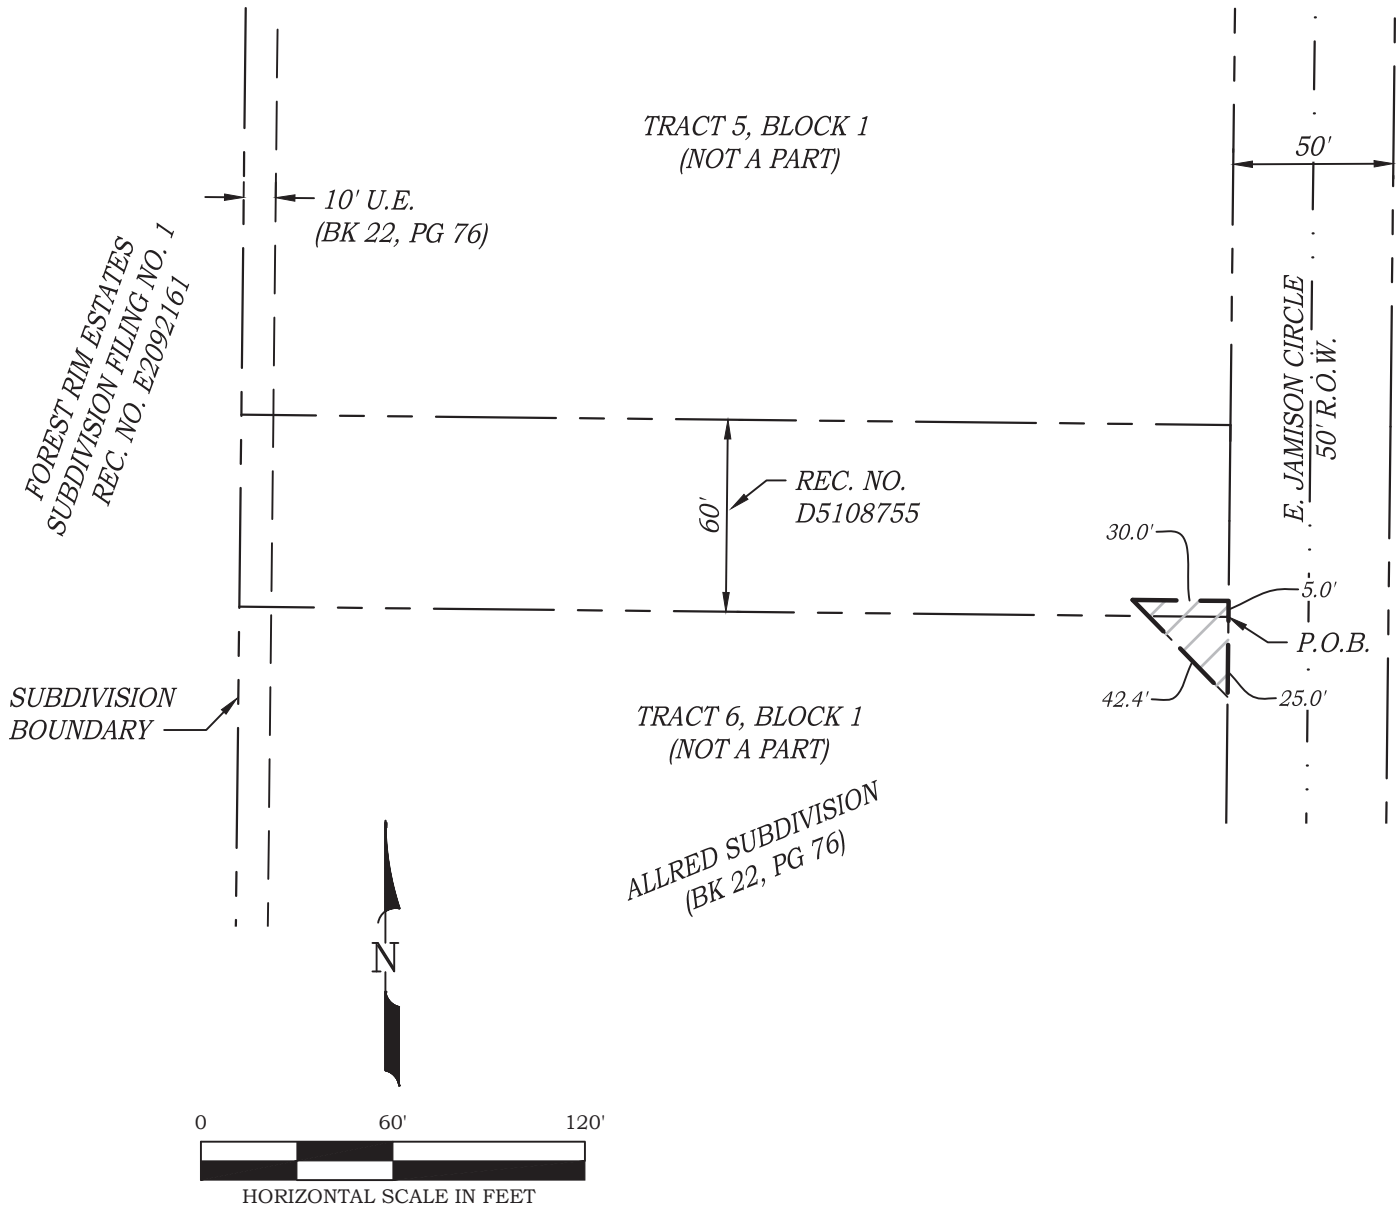 TRACT 5, BLOCK 1
(NOT A PART)
50'
10' U.E.
(BK 22, PG 76)
FOREST RIM ESTATES
SUBDIVISION FILING NO. 1
REC. NO. E2092161
E. JAMISON CIRCLE
50' R.O.W.
60'
REC. NO.
D5108755
30.0'
5.0'
P.O.B.
42.4'
25.0'
SUBDIVISION
BOUNDARY
TRACT 6, BLOCK 1
(NOT A PART)
ALLRED SUBDIVISION
(BK 22, PG 76)
N
0 60' 120'
HORIZONTAL SCALE IN FEET